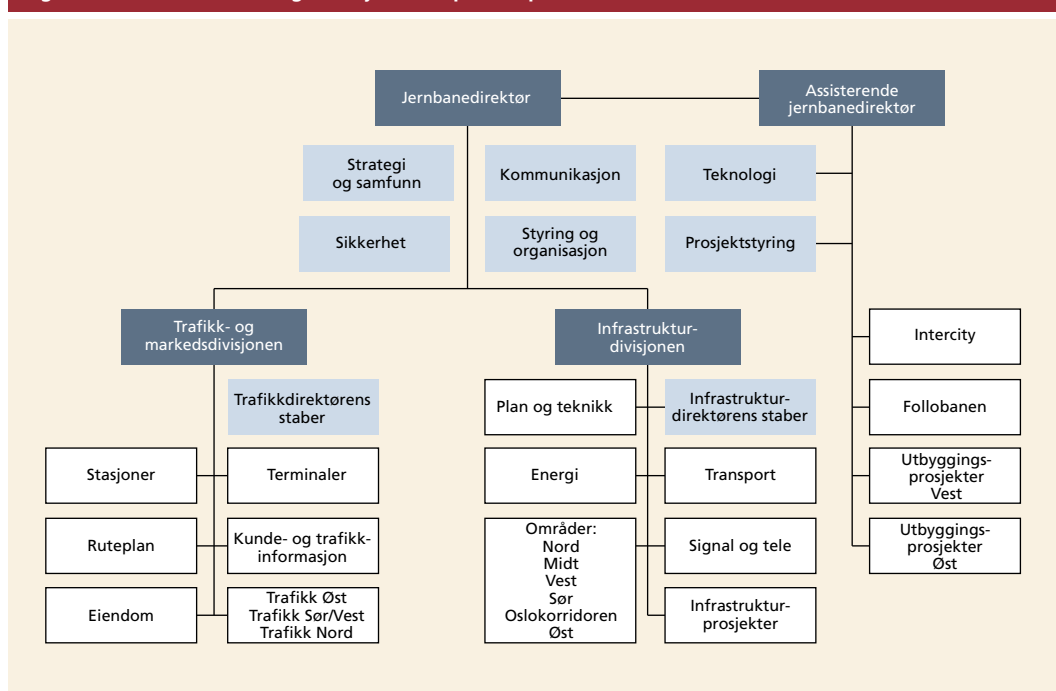 Jernbanedirektør
Assisterende
jernbanedirektør
Strategi
og samfunn
Kommunikasjon
Teknologi
Sikkerhet
Styring og
organisasjon
Prosjektstyring
Trafikk- og
markedsdivisjonen
Infrastruktur-
divisjonen
Intercity
Trafikkdirektørens
staber
Plan og teknikk
Infrastruktur-
direktørens staber
Follobanen
Stasjoner
Terminaler
Energi
Transport
Utbyggings-
prosjekter
Vest
Ruteplan
Kunde- og trafikk-
informasjon
Områder:
Nord
Midt
Vest
Sør
Oslokorridoren
Øst
Signal og tele
Utbyggings-
prosjekter
Øst
Eiendom
Trafikk Øst
Trafikk Sør/Vest
Trafikk Nord
Infrastruktur-
prosjekter